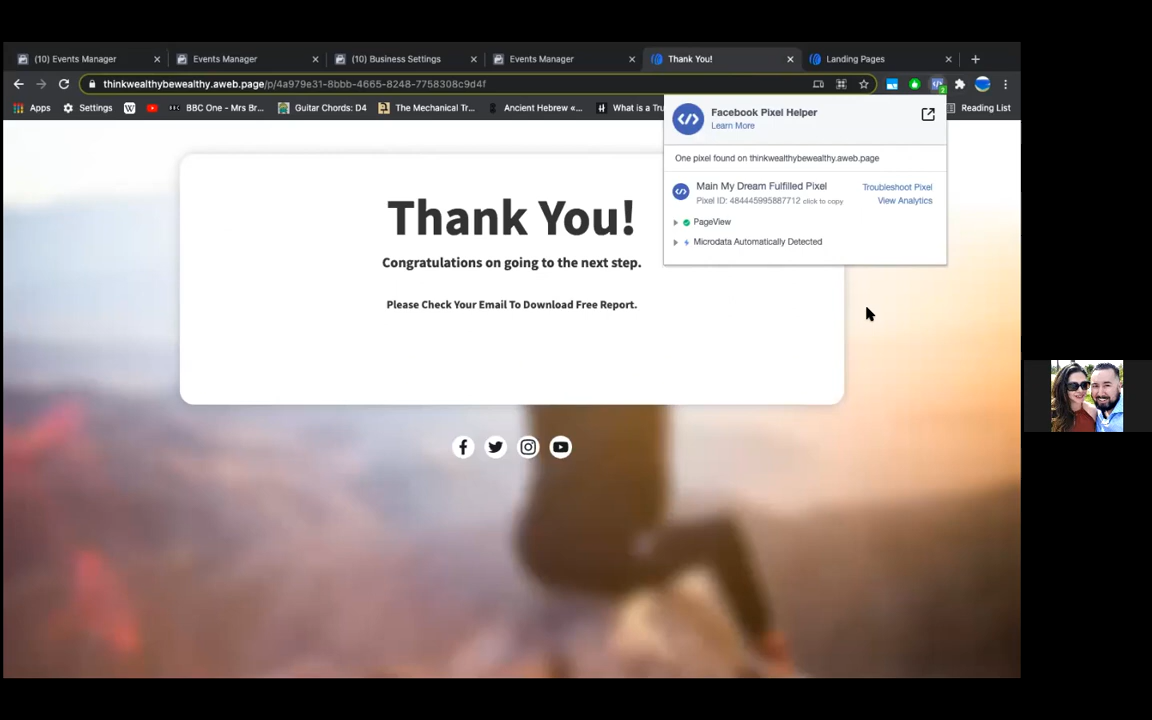 (10) Events Manager
Events Manager
(10) Business Settings
Events Manager
Thank You!
Landing Pages
thinkwealthybewealthy.aweb.page/p/4a979e31-8bbb-4665-8248-7758308c9d4f
Apps
Settings
BBC One - Mrs Br...
Guitar Chords: D4
The Mechanical Tr...
Ancient Hebrew «...
What is a Tru
Reading List
Facebook Pixel Helper
Learn More
One pixel found on thinkwealthybewealthy.aweb.page
Main My Dream Fulfilled Pixel
Troubleshoot Pixel
Pixel ID: 484445995887712 click to copy
View Analytics
PageView
Microdata Automatically Detected
Thank You!
Congratulations on going to the next step.
Please Check Your Email To Download Free Report.